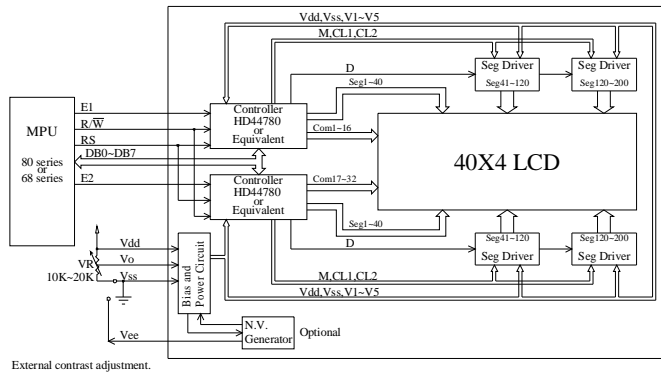 Vdd,Vss,V1~V5
M,CL1,CL2
D
Seg Driver
Seg41~120
Seg Driver
Seg120~200
Seg1~40
MPU
80 series
or
68 series
E1
R/W̅
RS
DB0~DB7
E2
Controller
HD44780
or
Equivalent
Com1~16
40X4 LCD
Controller
HD44780
or
Equivalent
Com17~32
Seg1~40
D
Seg41~120
Seg Driver
Seg120~200
Seg Driver
M,CL1,CL2
Vdd,Vss,V1~V5
Vdd
Vo
VR
10K~20K
Vss
Bias and
Power Circuit
Vee
N.V.
Generator
Optional
External contrast adjustment.